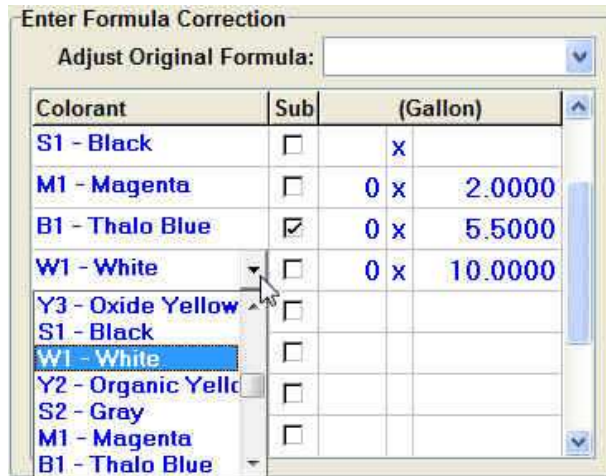 Enter Formula Correction
Adjust Original Formula:
Colorant Sub (Gallon)
S1 - Black x
M1 - Magenta 0 x 2.0000
B1 - Thalo Blue 0 x 5.5000
W1 - White 0 x 10.0000
Y3 - Oxide Yellow
S1 - Black
W1 - White
Y2 - Organic Yello
S2 - Gray
M1 - Magenta
B1 - Thalo Blue